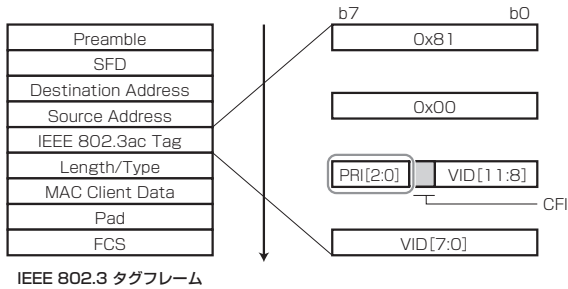 Preamble
SFD
Destination Address
Source Address
IEEE 802.3ac Tag
Length/Type
MAC Client Data
Pad
FCS
IEEE 802.3 タグフレーム
b7 b0
0x81
0x00
PRI[2:0] VID[11:8]
CFI
VID[7:0]